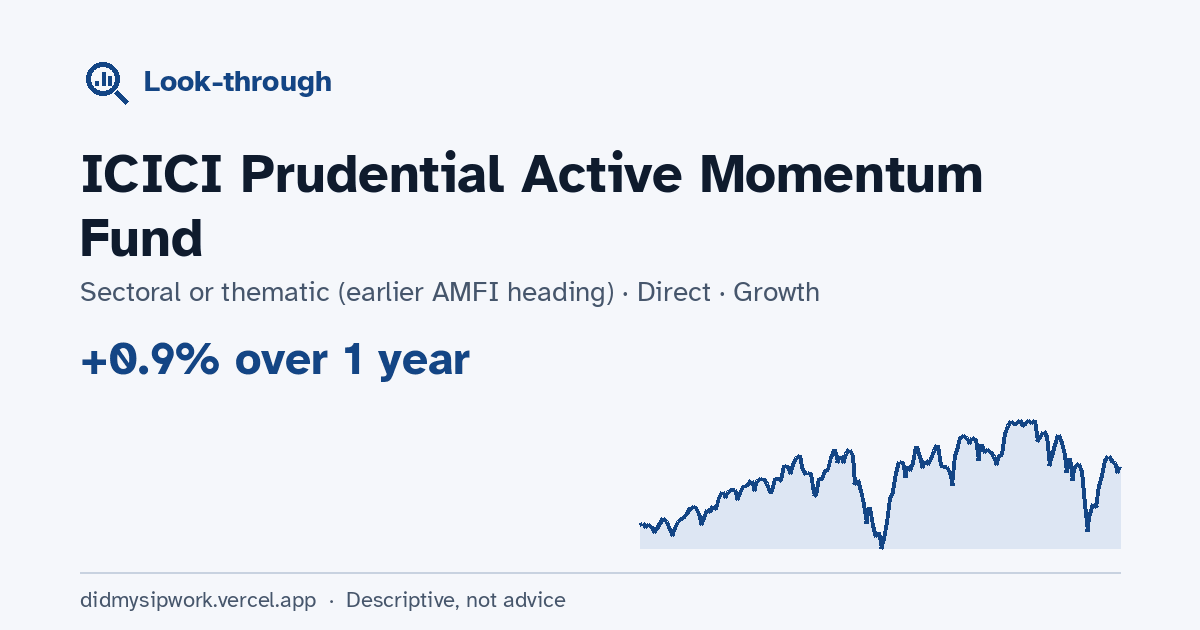 Look-through
ICICI Prudential Active Momentum
Fund
Sectoral or thematic (earlier AMFI heading) · Direct · Growth
+0.9% over 1 year
didmysipwork.vercel.app · Descriptive, not advice